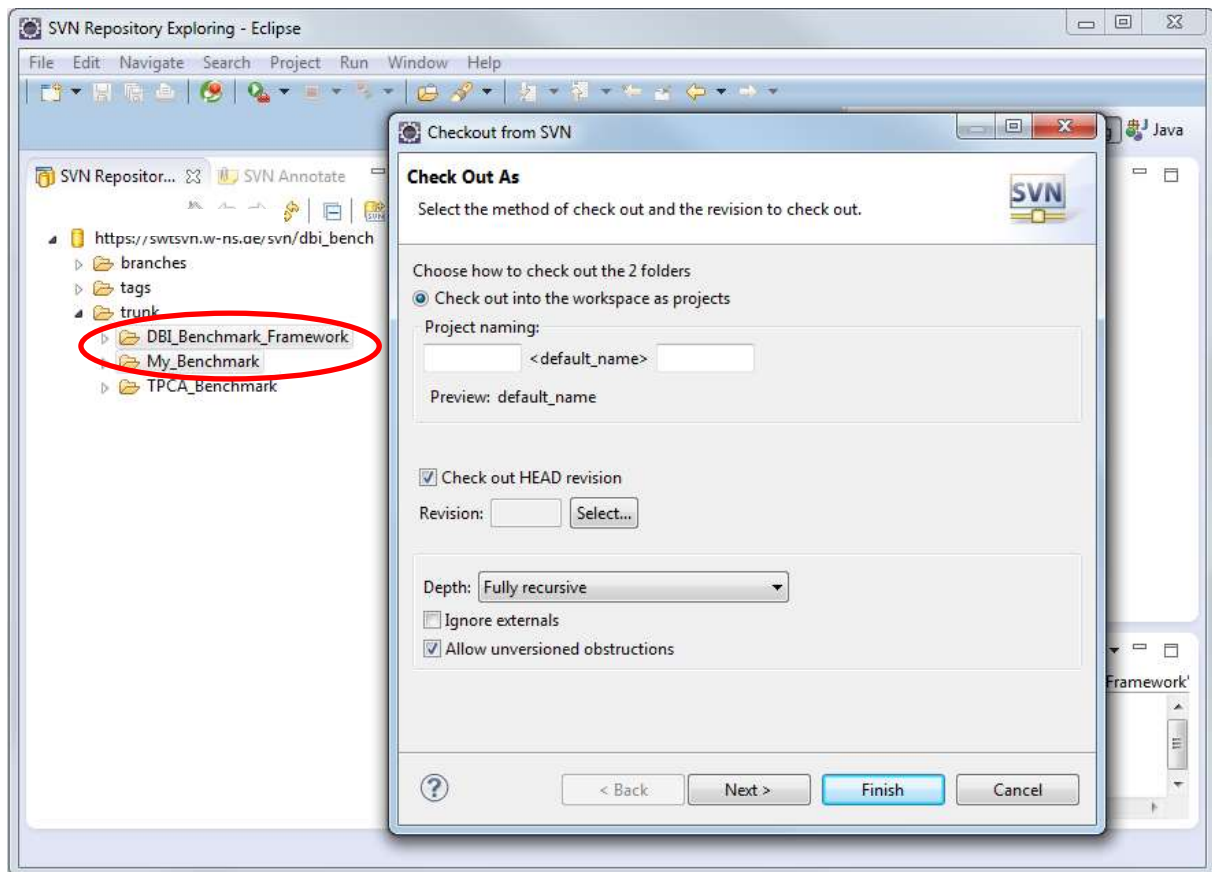 SVN Repository Exploring - Eclipse
File Edit Navigate Search Project Run Window Help
Java
SVN Repositor... SVN Annotate
https://swtsvn.w-hs.de/svn/dbi_bench
branches
tags
trunk
DBI_Benchmark_Framework
My_Benchmark
TPCA_Benchmark
Checkout from SVN
Check Out As
Select the method of check out and the revision to check out.
SVN
Choose how to check out the 2 folders
Check out into the workspace as projects
Project naming:
<default_name>
Preview: default_name
Check out HEAD revision
Revision: Select...
Depth: Fully recursive
Ignore externals
Allow unversioned obstructions
Framework'
< Back Next > Finish Cancel